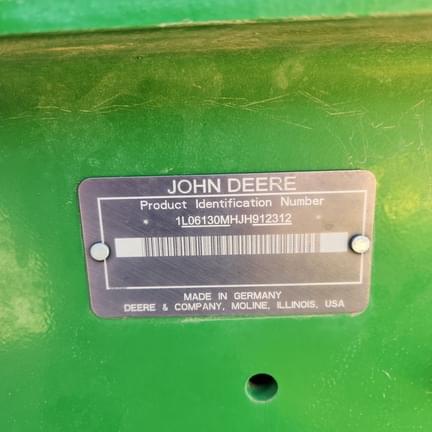 JOHN DEERE
Product Identification Number
1L06130MHJH912312
MADE IN GERMANY
DEERE & COMPANY, MOLINE, ILLINOIS, USA